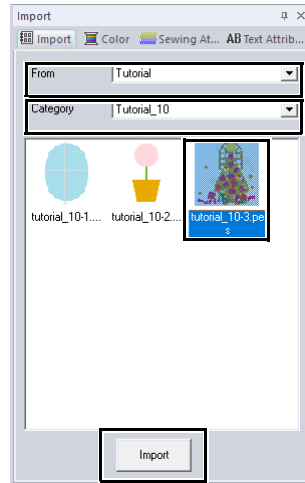 Import
Import Color Sewing At... AB Text Attrib...
From Tutorial
Category Tutorial_10
tutorial_10-1.... tutorial_10-2.... tutorial_10-3.pe
s
Import